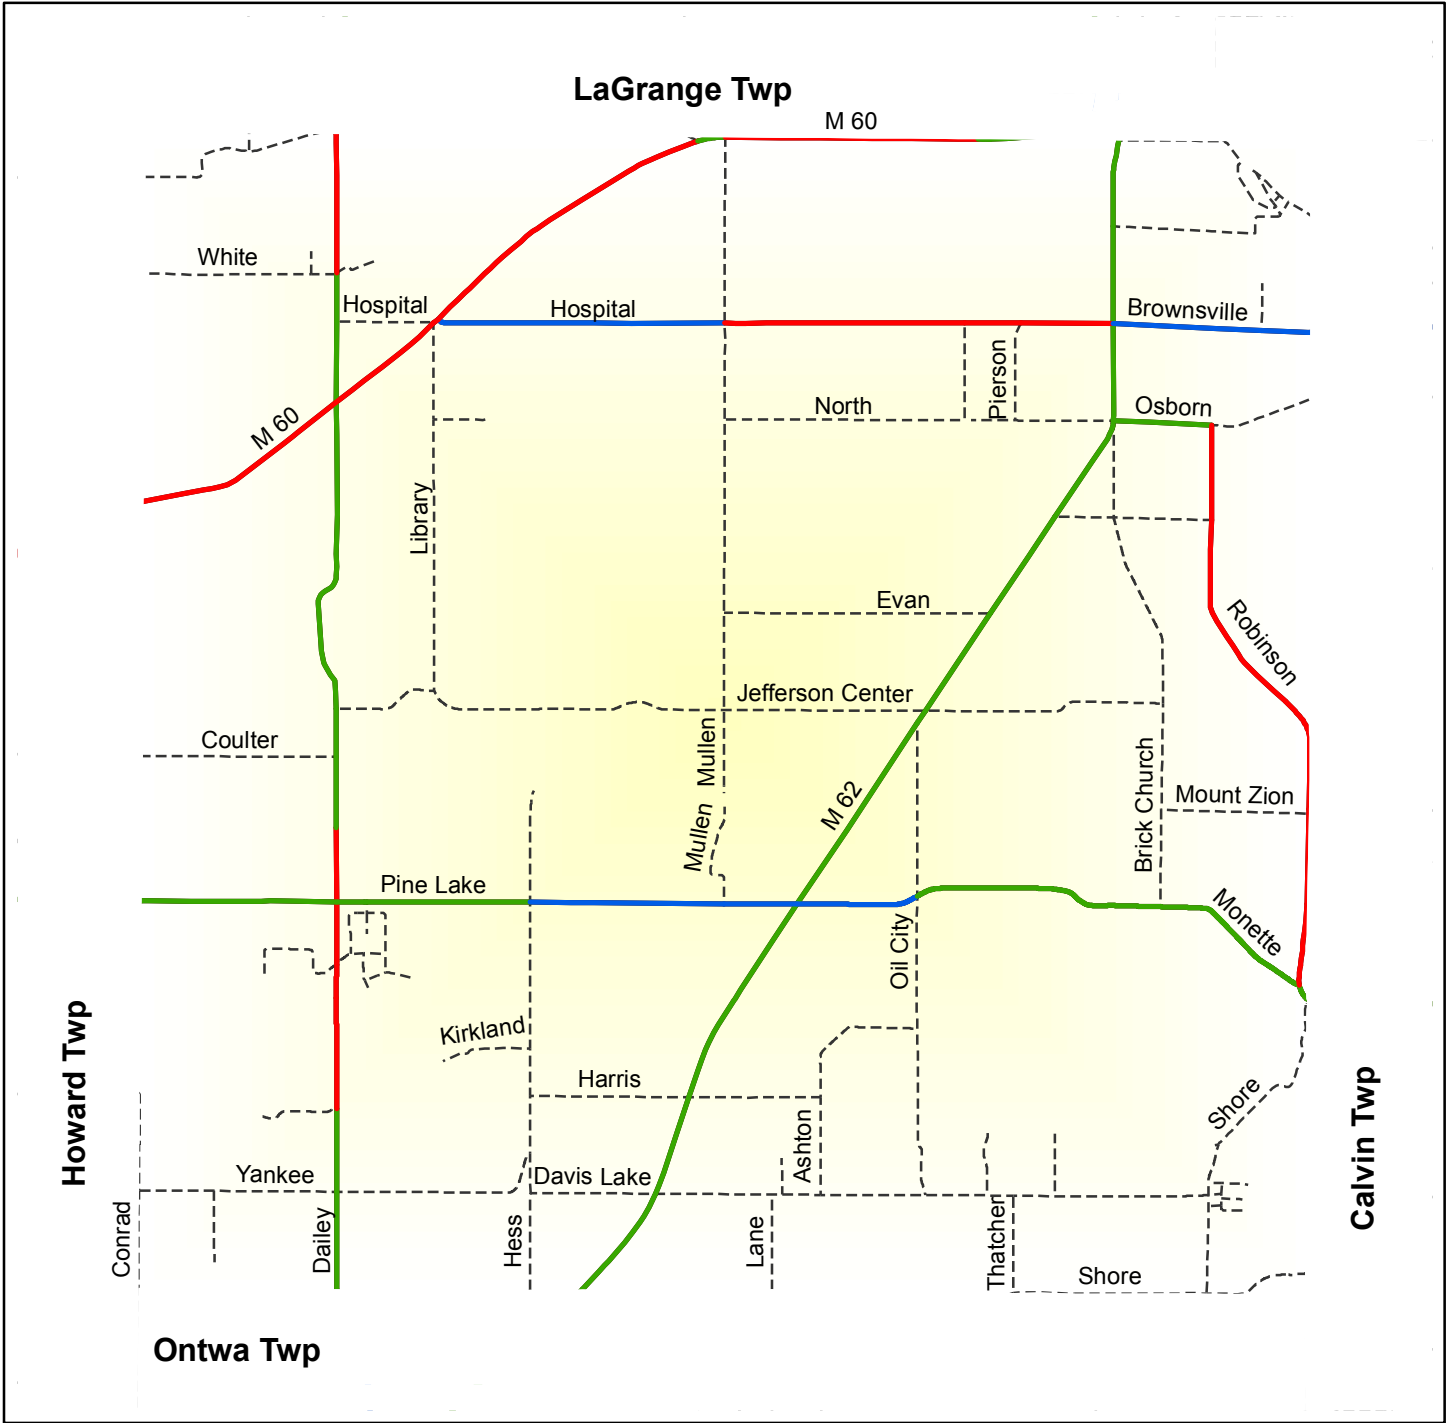 LaGrange Twp
M 60
White
Hospital
Hospital
Brownsville
Pierson
North
Osborn
M 60
Library
Evan
Robinson
Jefferson Center
Mullen
Coulter
M 62
Brick Church
Mount Zion
Mullen
Pine Lake
Monette
Oil City
Kirkland
Howard Twp
Harris
Shore
Calvin Twp
Ashton
Yankee
Davis Lake
Conrad
Dailey
Hess
Lane
Thatcher
Shore
Ontwa Twp